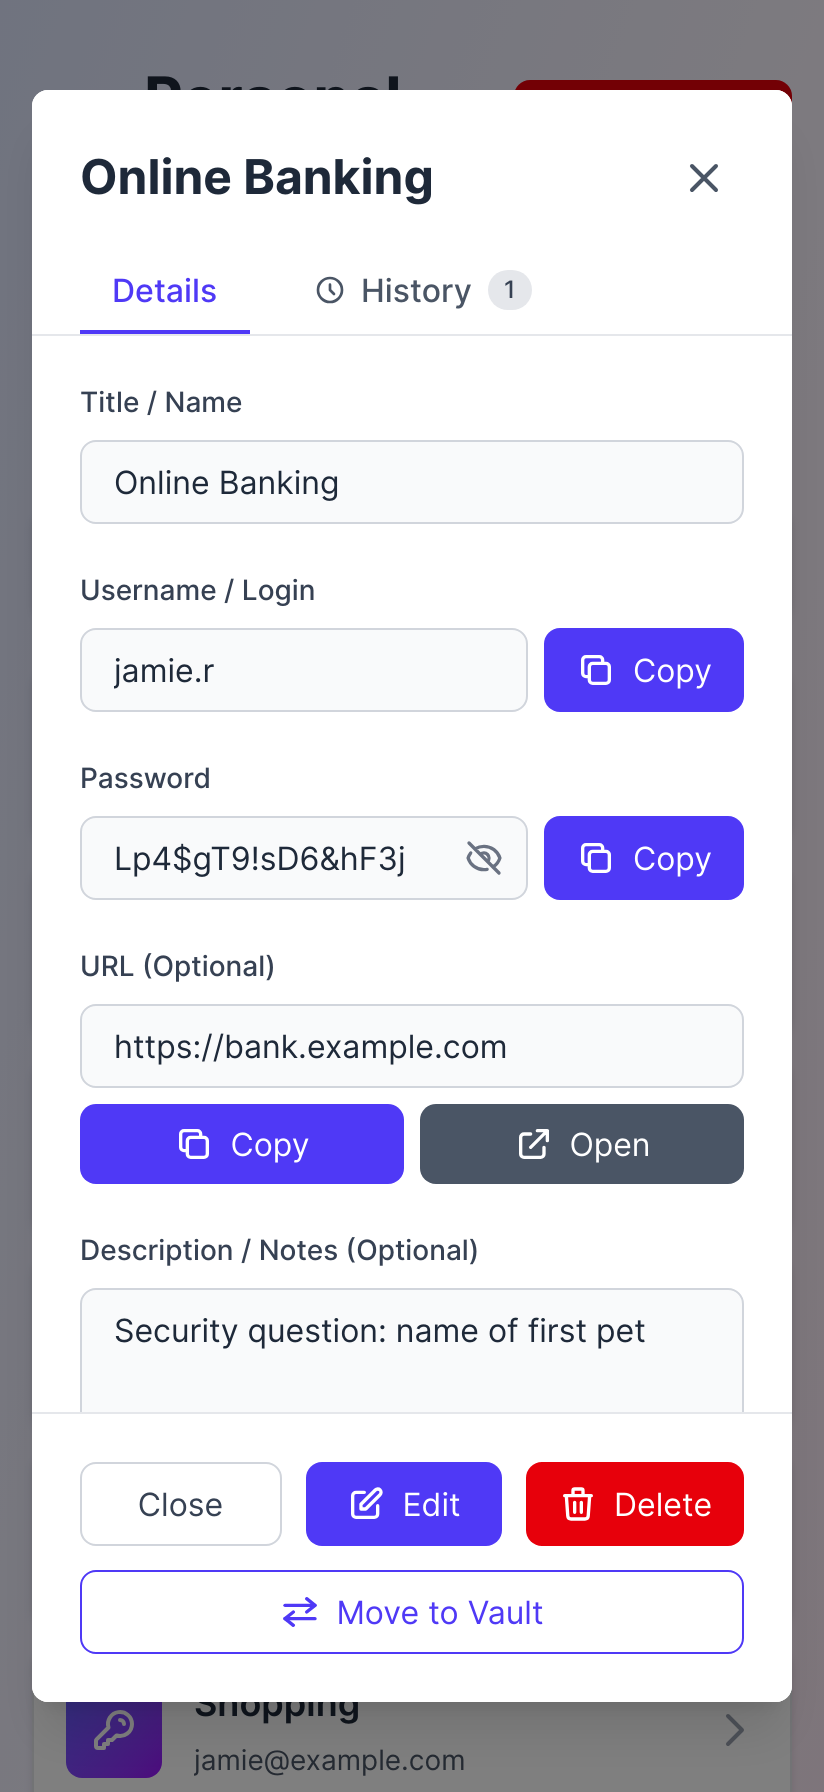 Personal
Online Banking
Details
History 1
Title / Name
Online Banking
Username / Login
jamie.r
Copy
Password
Lp4$gT9!sD6&hF3j
Copy
URL (Optional)
https://bank.example.com
Copy
Open
Description / Notes (Optional)
Security question: name of first pet
Close
Edit
Delete
Move to Vault
Shopping
jamie@example.com